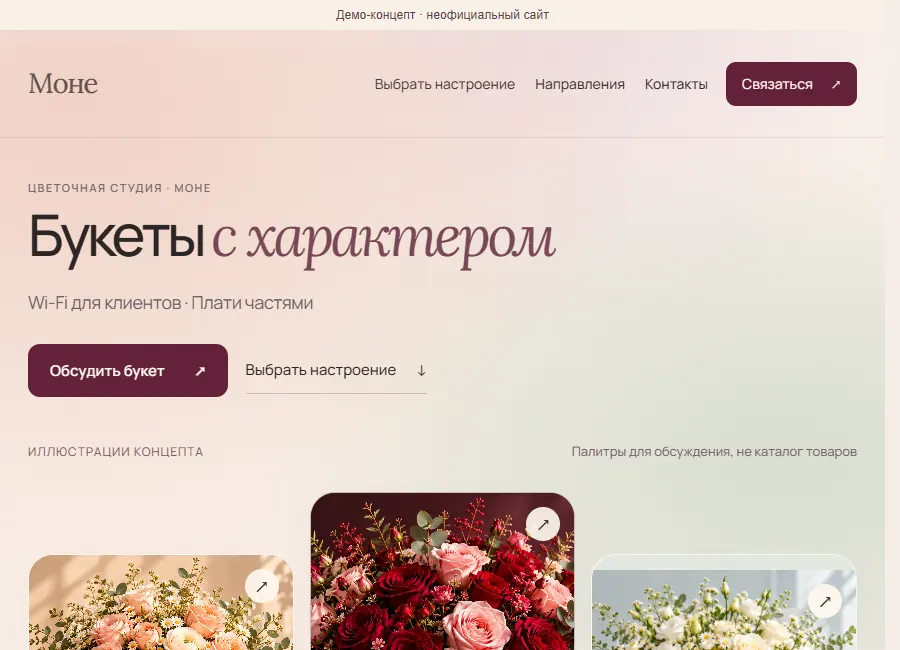 Демо-концепт · неофициальный сайт
Моне
Выбрать настроение
Направления
Контакты
Связаться ↗
ЦВЕТОЧНАЯ СТУДИЯ · МОНЕ
Букеты с характером
Wi-Fi для клиентов · Плати частями
Обсудить букет ↗
Выбрать настроение ↓
ИЛЛЮСТРАЦИИ КОНЦЕПТА
Палитры для обсуждения, не каталог товаров